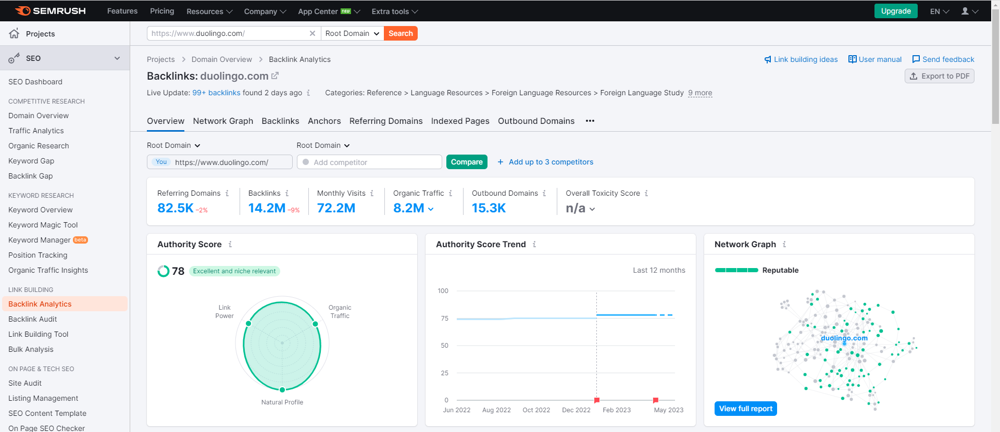 SEMRUSH Features Pricing Resources Company App Center NEW Extra tools Upgrade EN
Projects
SEO
SEO Dashboard
COMPETITIVE RESEARCH
Domain Overview
Traffic Analytics
Organic Research
Keyword Gap
Backlink Gap
KEYWORD RESEARCH
Keyword Overview
Keyword Magic Tool
Keyword Manager beta
Position Tracking
Organic Traffic Insights
LINK BUILDING
Backlink Analytics
Backlink Audit
Link Building Tool
Bulk Analysis
ON PAGE & TECH SEO
Site Audit
Listing Management
SEO Content Template
On Page SEO Checker
https://www.duolingo.com/ Root Domain Search
Projects > Domain Overview > Backlink Analytics
Link building ideas User manual Send feedback
Backlinks: duolingo.com
Export to PDF
Live Update: 99+ backlinks found 2 days ago i Categories: Reference > Language Resources > Foreign Language Resources > Foreign Language Study 9 more
Overview Network Graph Backlinks Anchors Referring Domains Indexed Pages Outbound Domains •••
Root Domain Root Domain
You https://www.duolingo.com/ Add competitor Compare + Add up to 3 competitors
Referring Domains i Backlinks i Monthly Visits i Organic Traffic i Outbound Domains i Overall Toxicity Score i
82.5K −2% 14.2M −9% 72.2M 8.2M 15.3K n/a
Authority Score i
78 Excellent and niche relevant
Link
Power
Organic
Traffic
Natural Profile
Authority Score Trend i
Last 12 months
100
75
50
25
0
Jun 2022 Aug 2022 Oct 2022 Dec 2022 Feb 2023 May 2023
Network Graph i
Reputable
duolingo.com
View full report